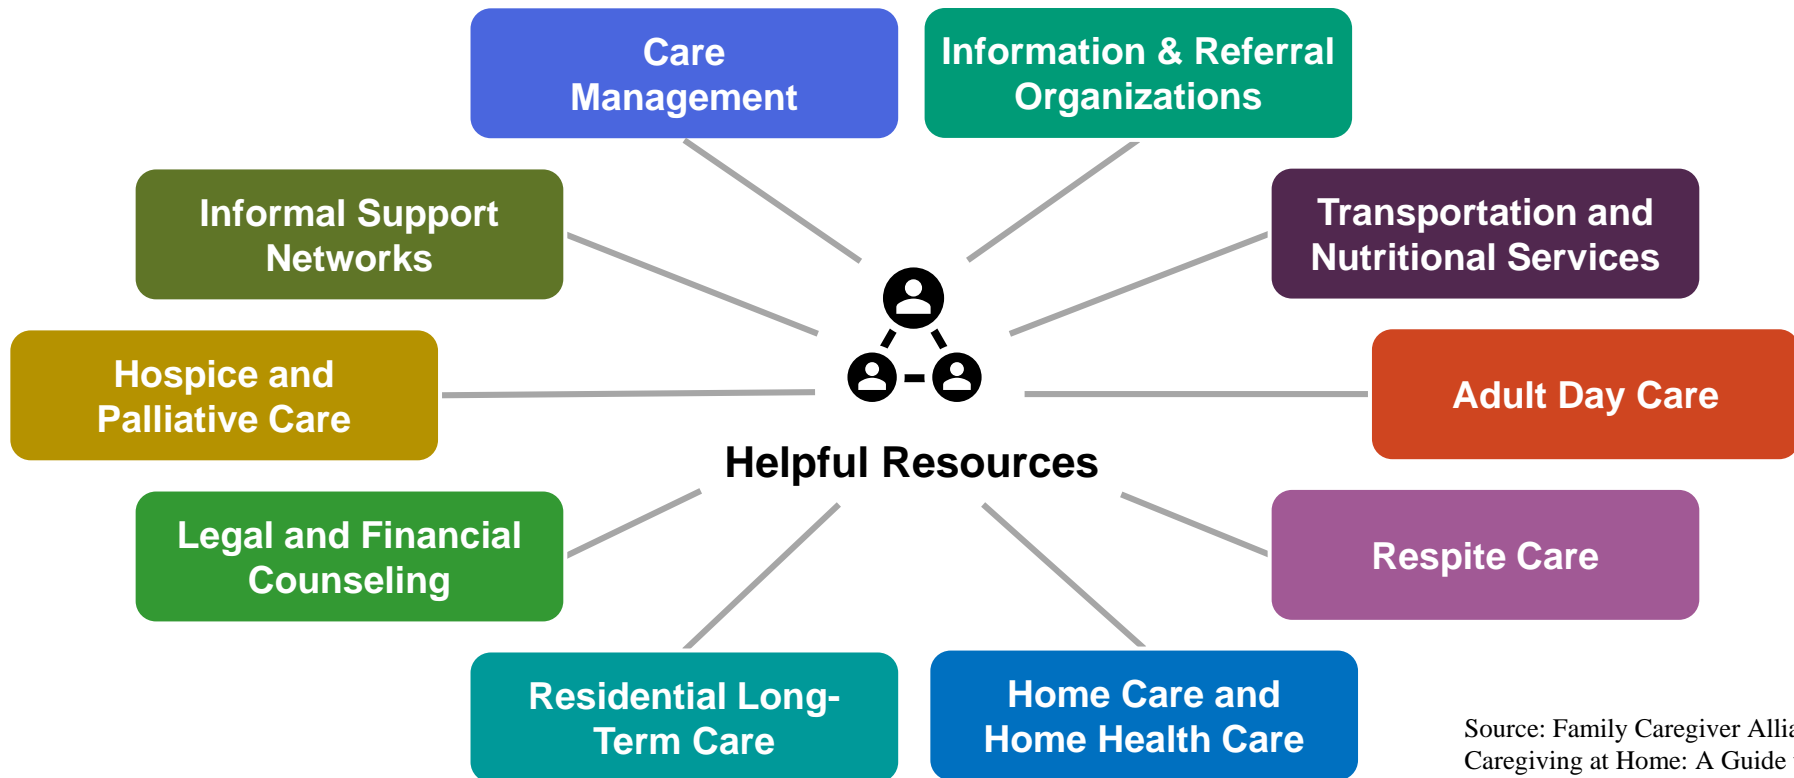 Care
Management
Information & Referral
Organizations
Informal Support
Networks
Transportation and
Nutritional Services
Hospice and
Palliative Care
Adult Day Care
Helpful Resources
Legal and Financial
Counseling
Respite Care
Residential Long-
Term Care
Home Care and
Home Health Care
Source: Family Caregiver
Caregiving at Home: A Guide